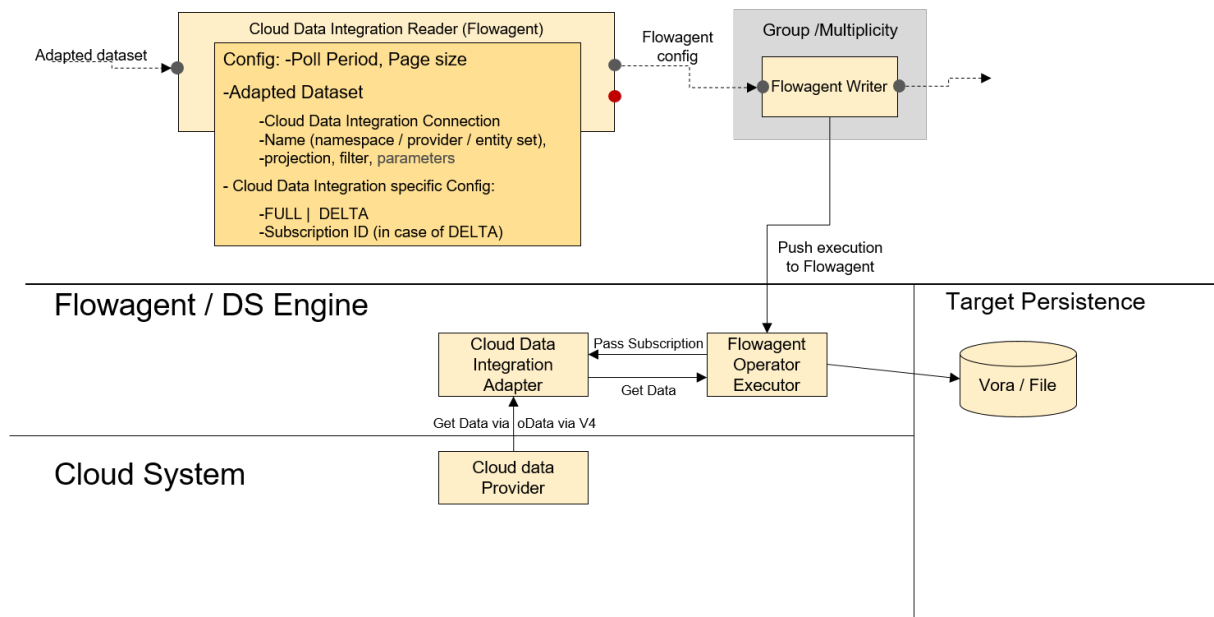 Cloud Data Integration Reader (Flowagent)
Adapted dataset
Config: -Poll Period, Page size
-Adapted Dataset
-Cloud Data Integration Connection
-Name (namespace / provider / entity set),
-projection, filter, parameters
- Cloud Data Integration specific Config:
-FULL | DELTA
-Subscription ID (in case of DELTA)
Flowagent
config
Group /Multiplicity
Flowagent Writer
Push execution
to Flowagent
Flowagent / DS Engine
Target Persistence
Cloud Data
Integration
Adapter
Pass Subscription
Get Data
Flowagent
Operator
Executor
Vora / File
Get Data via oData via V4
Cloud System
Cloud data
Provider